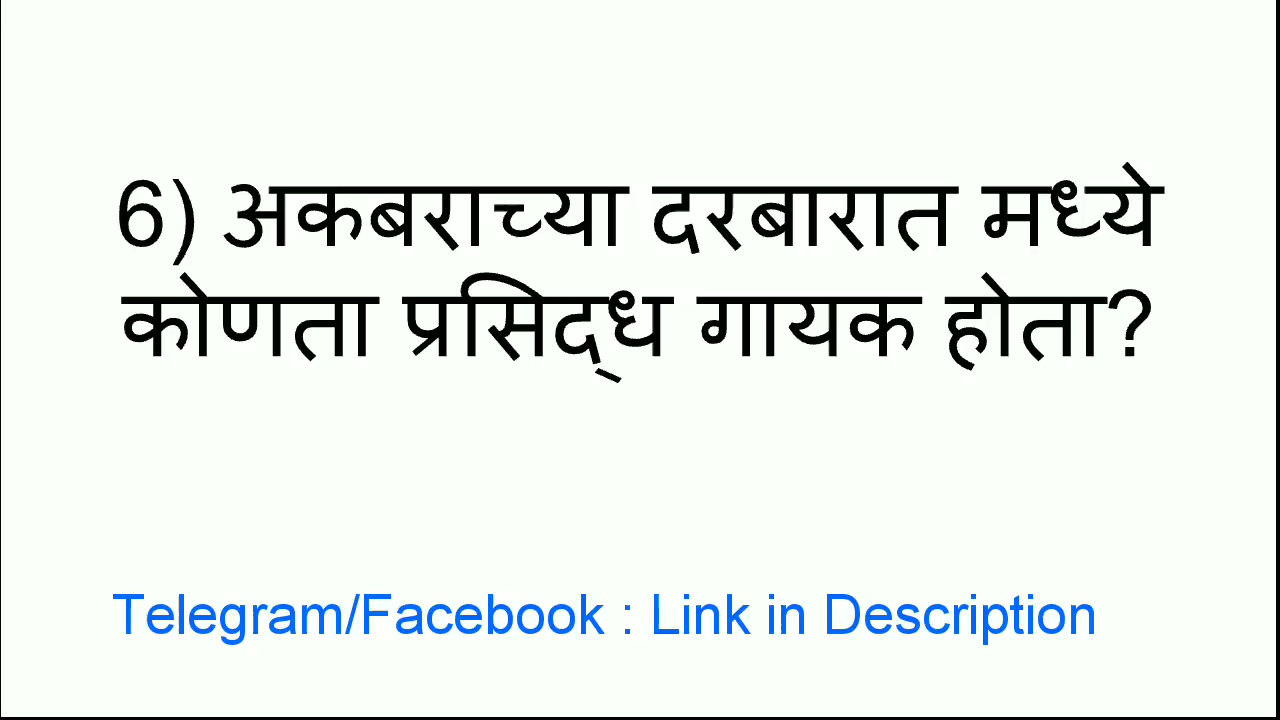 6) अकबराच्या दरबारात मध्ये
कोणता प्रसिद्‌ध गायक होता?
Telegram/Facebook : Link in Description